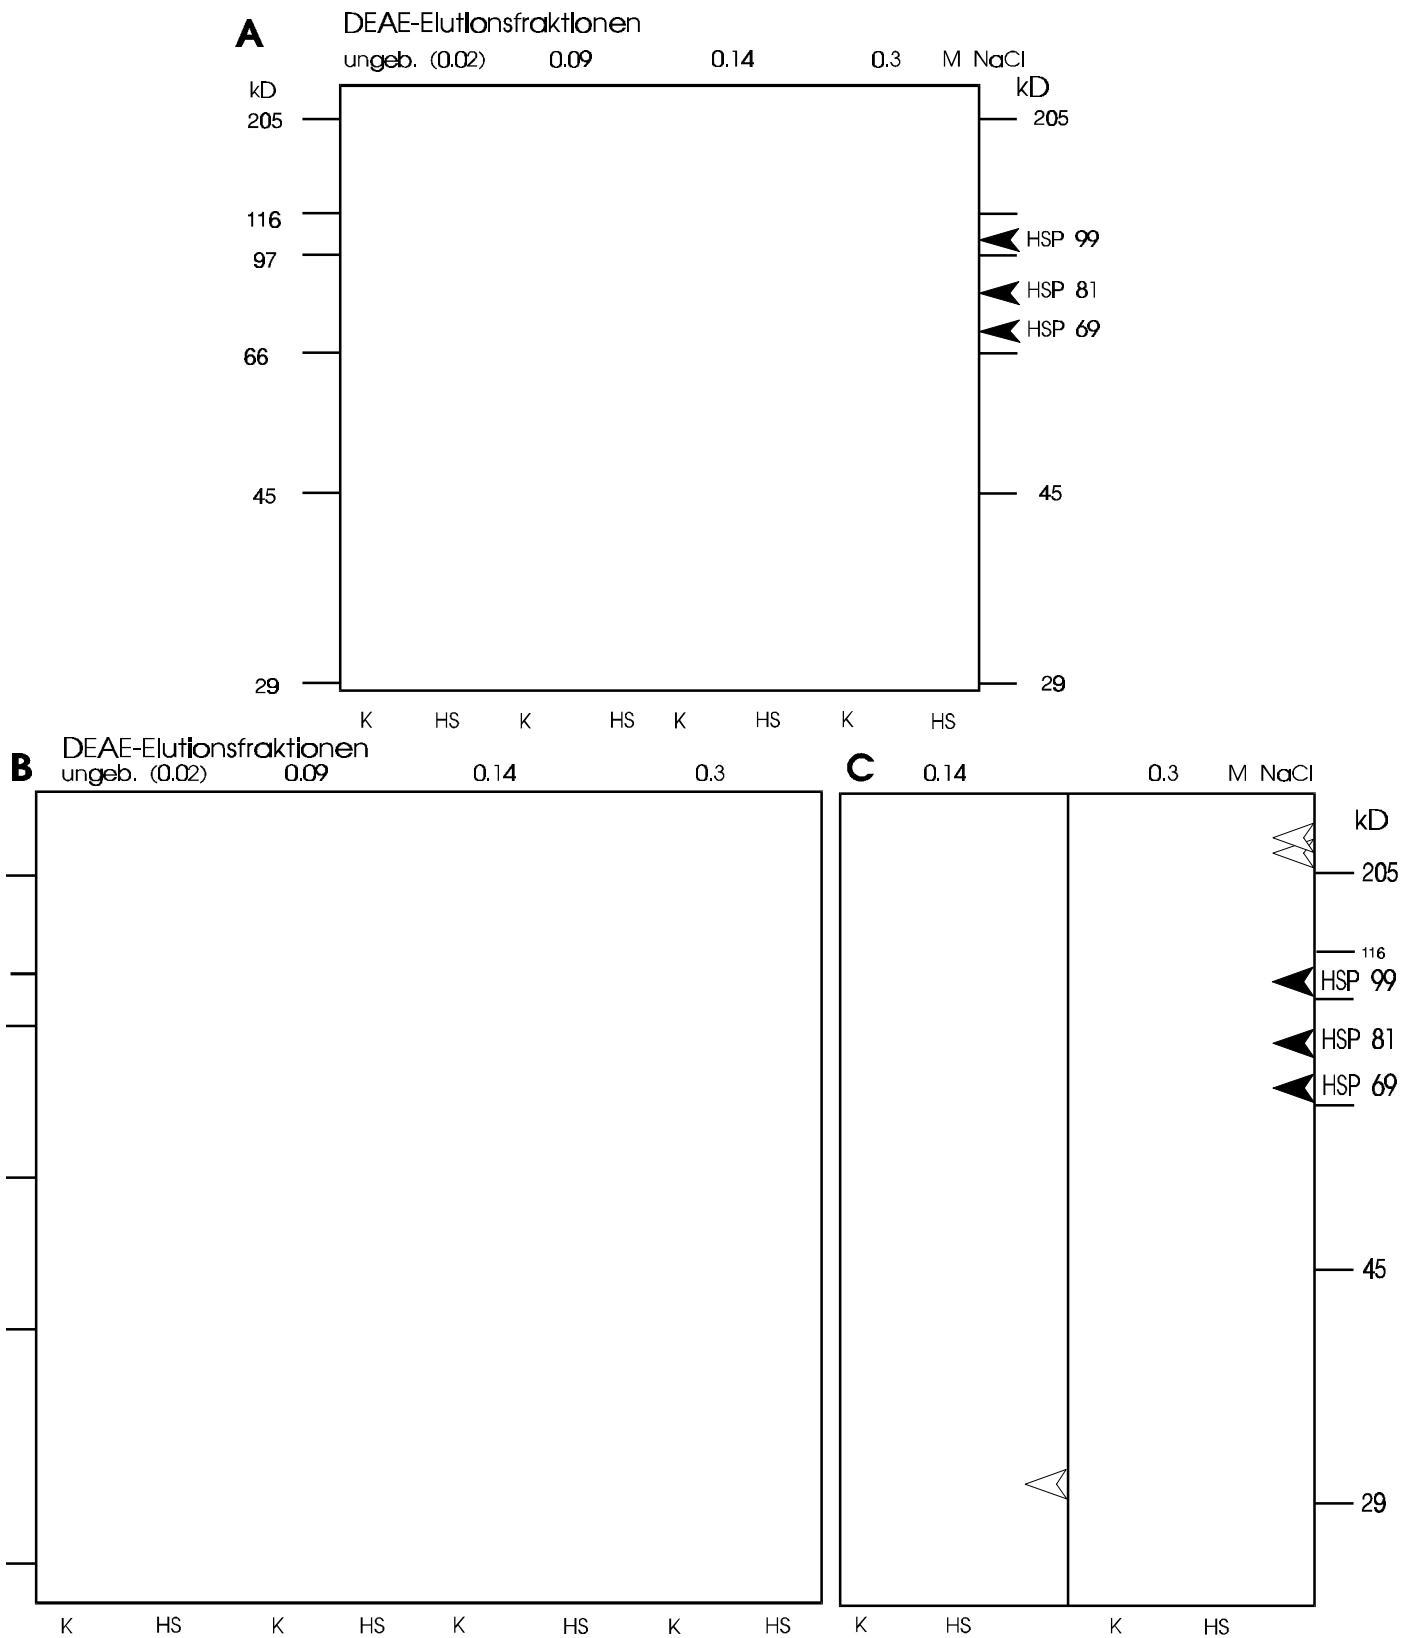 A DEAE-Elutionsfraktionen
ungeb. (0.02) 0.09 0.14 0.3 M NaCl
kD kD
205 205
116
HSP 99
97
HSP 81
HSP 69
66
45 45
29 29
K HS K HS K HS K HS
DEAE-Elutionsfraktionen
B ungeb. (0.02) 0.09 0.14 0.3 C 0.14 0.3 M NaCl
kD
205
116
HSP 99
HSP 81
HSP 69
45
29
K HS K HS K HS K HS K HS K HS